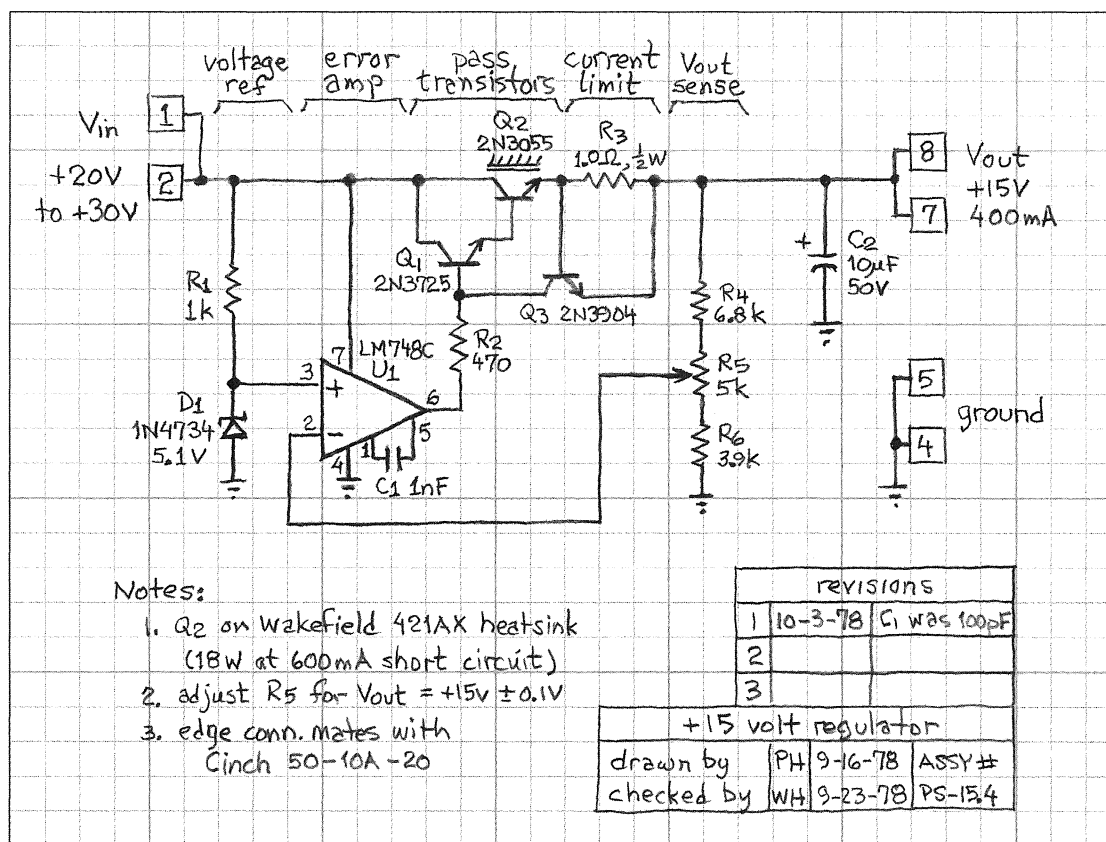 voltage ref
error amp
pass transistors
current limit
Vout sense
Vin
+20V
to +30V
1
2
Q2
2N3055
R3
1.0Ω, ½W
8
7
Vout
+15V
400mA
Q1
2N3725
Q3 2N3904
R1
1k
R2
470
R4
6.8k
R5
5k
R6
3.9k
+
C2
10µF
50V
LM748C
U1
7
3
+
2
−
6
5
1
4
C1 1nF
D1
1N4734
5.1V
5
4
ground
Notes:
1. Q2 on Wakefield 421AX heatsink
(18W at 600mA short circuit)
2. adjust R5 for Vout = +15V ±0.1V
3. edge conn. mates with
Cinch 50-10A-20
revisions
1 10-3-78 C1 was 100pF
2
3
+15 volt regulator
drawn by PH 9-16-78 ASSY#
checked by WH 9-23-78 PS-15.4